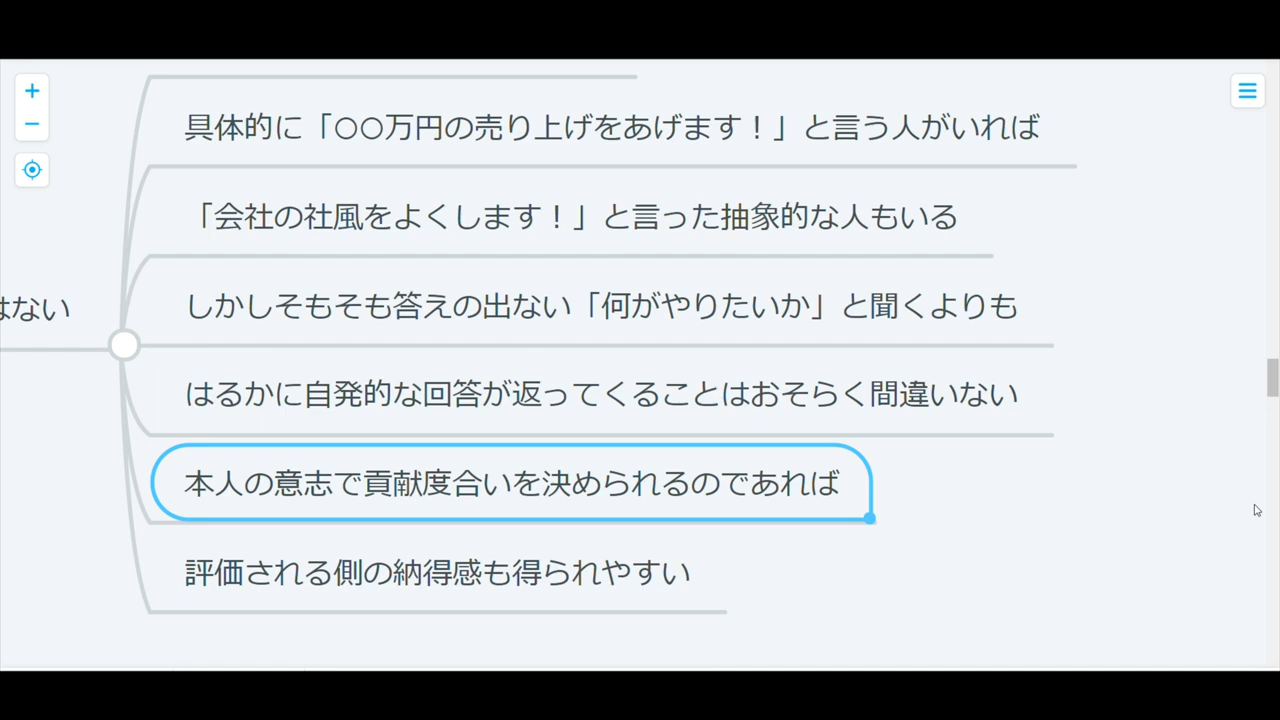 具体的に「〇〇万円の売り上げをあげます！」と言う人がいれば
「会社の社風をよくします！」と言った抽象的な人もいる
しかしそもそも答えの出ない「何がやりたいか」と聞くよりも
はない
はるかに自発的な回答が返ってくることはおそらく間違いない
本人の意志で貢献度合いを決められるのであれば
評価される側の納得感も得られやすい